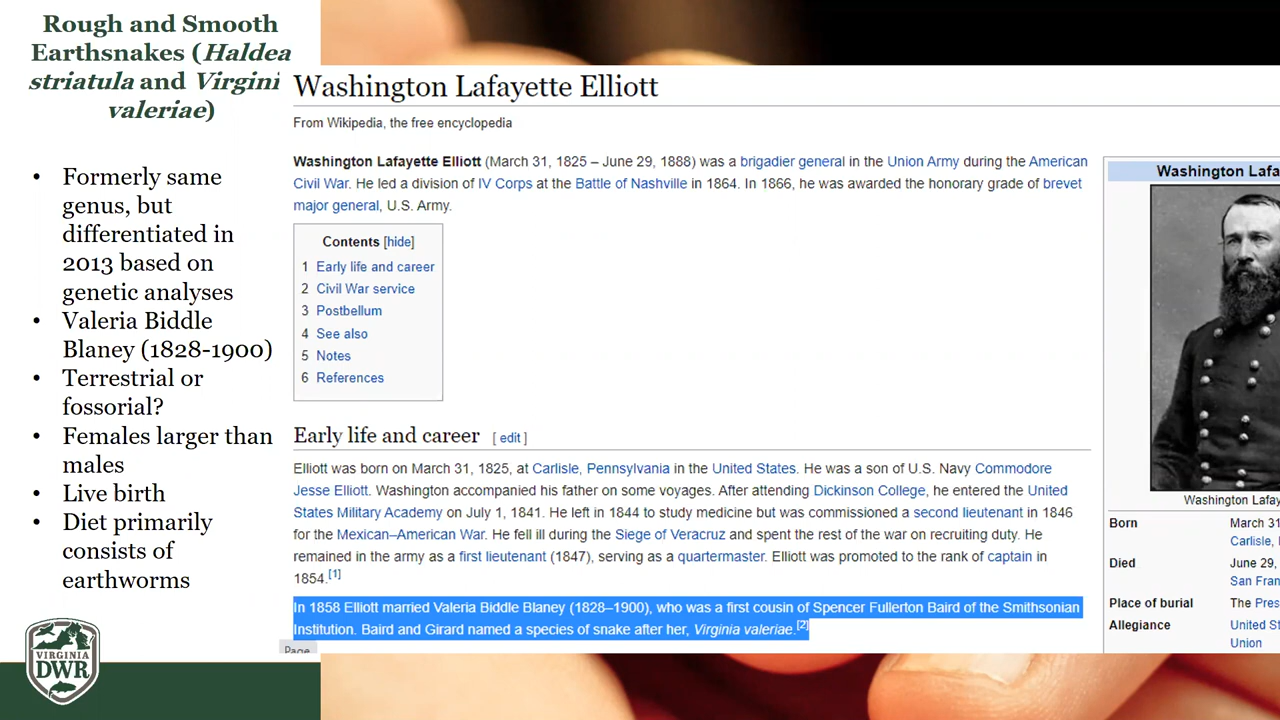 Rough and Smooth
Earthsnakes (Haldea
striatula and Virgini
valeriae)
• Formerly same
genus, but
differentiated in
2013 based on
genetic analyses
• Valeria Biddle
Blaney (1828-1900)
• Terrestrial or
fossorial?
• Females larger than
males
• Live birth
• Diet primarily
consists of
earthworms
VIRGINIA
DWR
Washington Lafayette Elliott
From Wikipedia, the free encyclopedia
Washington Lafayette Elliott (March 31, 1825 – June 29, 1888) was a brigadier general in the Union Army during the American
Civil War. He led a division of IV Corps at the Battle of Nashville in 1864. In 1866, he was awarded the honorary grade of brevet
major general, U.S. Army.
Contents [hide]
1 Early life and career
2 Civil War service
3 Postbellum
4 See also
5 Notes
6 References
Early life and career [ edit ]
Elliott was born on March 31, 1825, at Carlisle, Pennsylvania in the United States. He was a son of U.S. Navy Commodore
Jesse Elliott. Washington accompanied his father on some voyages. After attending Dickinson College, he entered the United
States Military Academy on July 1, 1841. He left in 1844 to study medicine but was commissioned a second lieutenant in 1846
for the Mexican–American War. He fell ill during the Siege of Veracruz and spent the rest of the war on recruiting duty. He
remained in the army as a first lieutenant (1847), serving as a quartermaster. Elliott was promoted to the rank of captain in
1854.[1]
In 1858 Elliott married Valeria Biddle Blaney (1828–1900), who was a first cousin of Spencer Fullerton Baird of the Smithsonian
Institution. Baird and Girard named a species of snake after her, Virginia valeriae.[2]
Page
Washington Lafa
Washington Lafay
Born March 31
Carlisle, I
Died June 29,
San Fran
Place of burial The Pres
Allegiance United St
Union